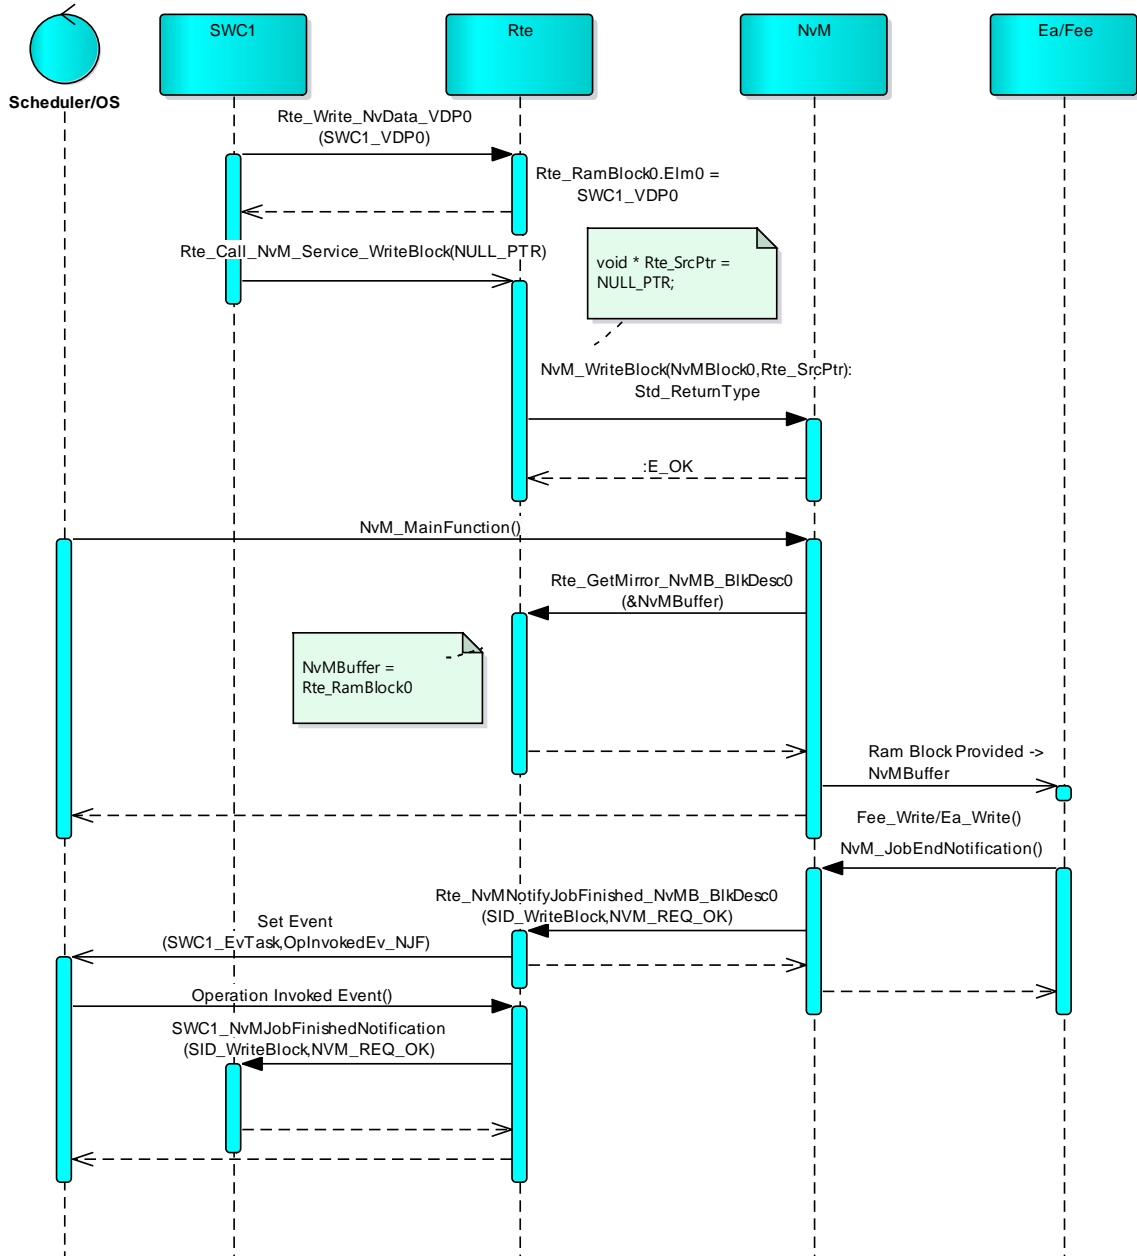 SWC1
Rte
NvM
Ea/Fee
Scheduler/OS
Rte_Write_NvData_VDP0
(SWC1_VDP0)
Rte_RamBlock0.Elm0 =
SWC1_VDP0
Rte_Call_NvM_Service_WriteBlock(NULL_PTR)
void * Rte_SrcPtr =
NULL_PTR;
NvM_WriteBlock(NvMBlock0,Rte_SrcPtr):
Std_ReturnType
:E_OK
NvM_MainFunction()
Rte_GetMirror_NvMB_BlkDesc0
(&NvMBuffer)
NvMBuffer =
Rte_RamBlock0
Ram Block Provided ->
NvMBuffer
Fee_Write/Ea_Write()
NvM_JobEndNotification()
Rte_NvMNotifyJobFinished_NvMB_BlkDesc0
(SID_WriteBlock,NVM_REQ_OK)
Set Event
(SWC1_EvTask,OpInvokedEv_NJF)
Operation Invoked Event()
SWC1_NvMJobFinishedNotification
(SID_WriteBlock,NVM_REQ_OK)